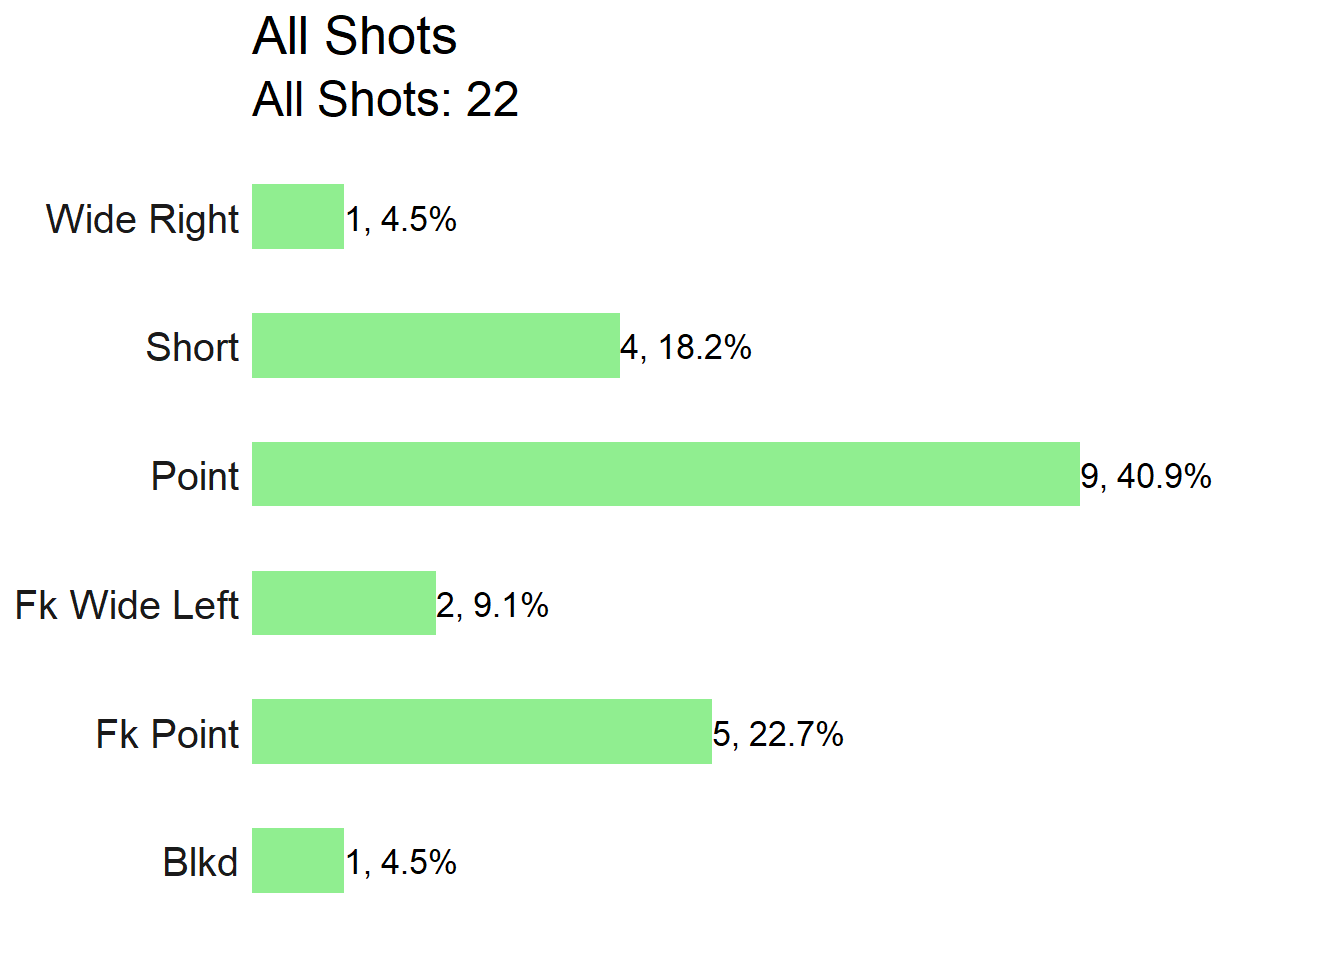 All Shots
All Shots: 22
Wide Right 1, 4.5%
Short 4, 18.2%
Point 9, 40.9%
Fk Wide Left 2, 9.1%
Fk Point 5, 22.7%
Blkd 1, 4.5%